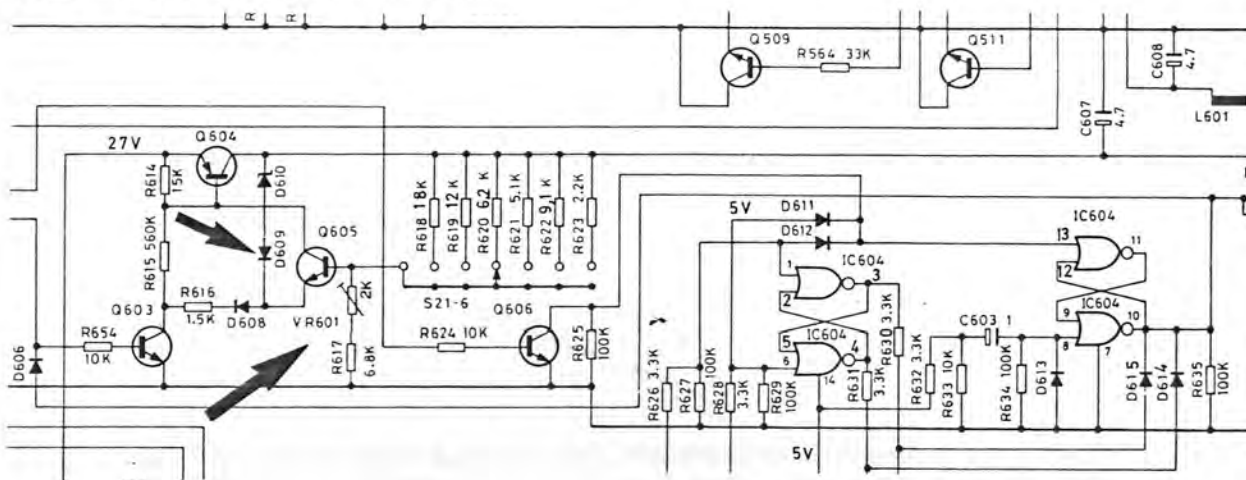 R
R
Q509
R564 33K
Q511
C608
4.7
C607
4.7
L601
27V
Q604
R614
15K
D610
R615 560K
D609
Q605
R618 18K
R619 12K
R620 6.2 K
R621 5.1K
R622 9.1 K
R623 2.2K
5V
D611
D612
IC604
13
11
12
1
3
2
IC604
IC604
10
9
8
7
5
4
6
14
IC604
Q603
R616
1.5K
D608
VR601
2K
S21-6
Q606
R654
10K
D606
R617
6.8K
R624 10K
R625
100K
R626 3.3K
R627
100K
R628
3.3K
R629
100K
R630 3.3K
R631
3.3K
R632 3.3K
R633 10K
C603 1
R634 100K
D613
D615
D614
R635
100K
5V